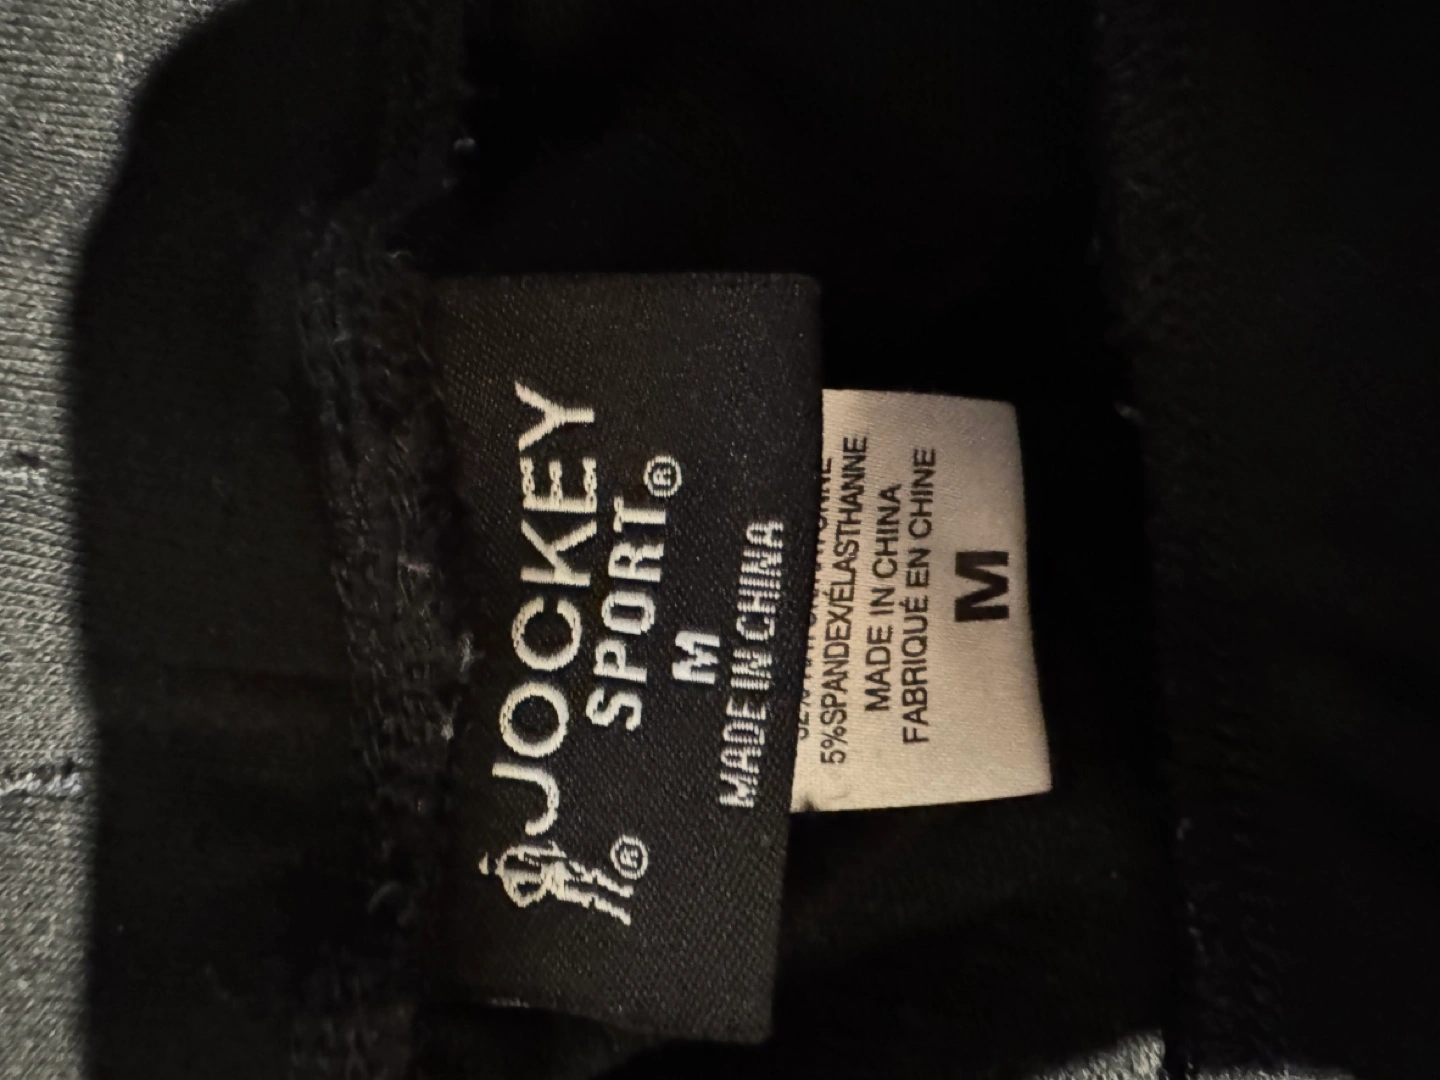 JOCKEY ®
SPORT®
M
MADE IN CHINA
5%SPANDEX/ÉLASTHANNE
MADE IN CHINA
FABRIQUÉ EN CHINE
M